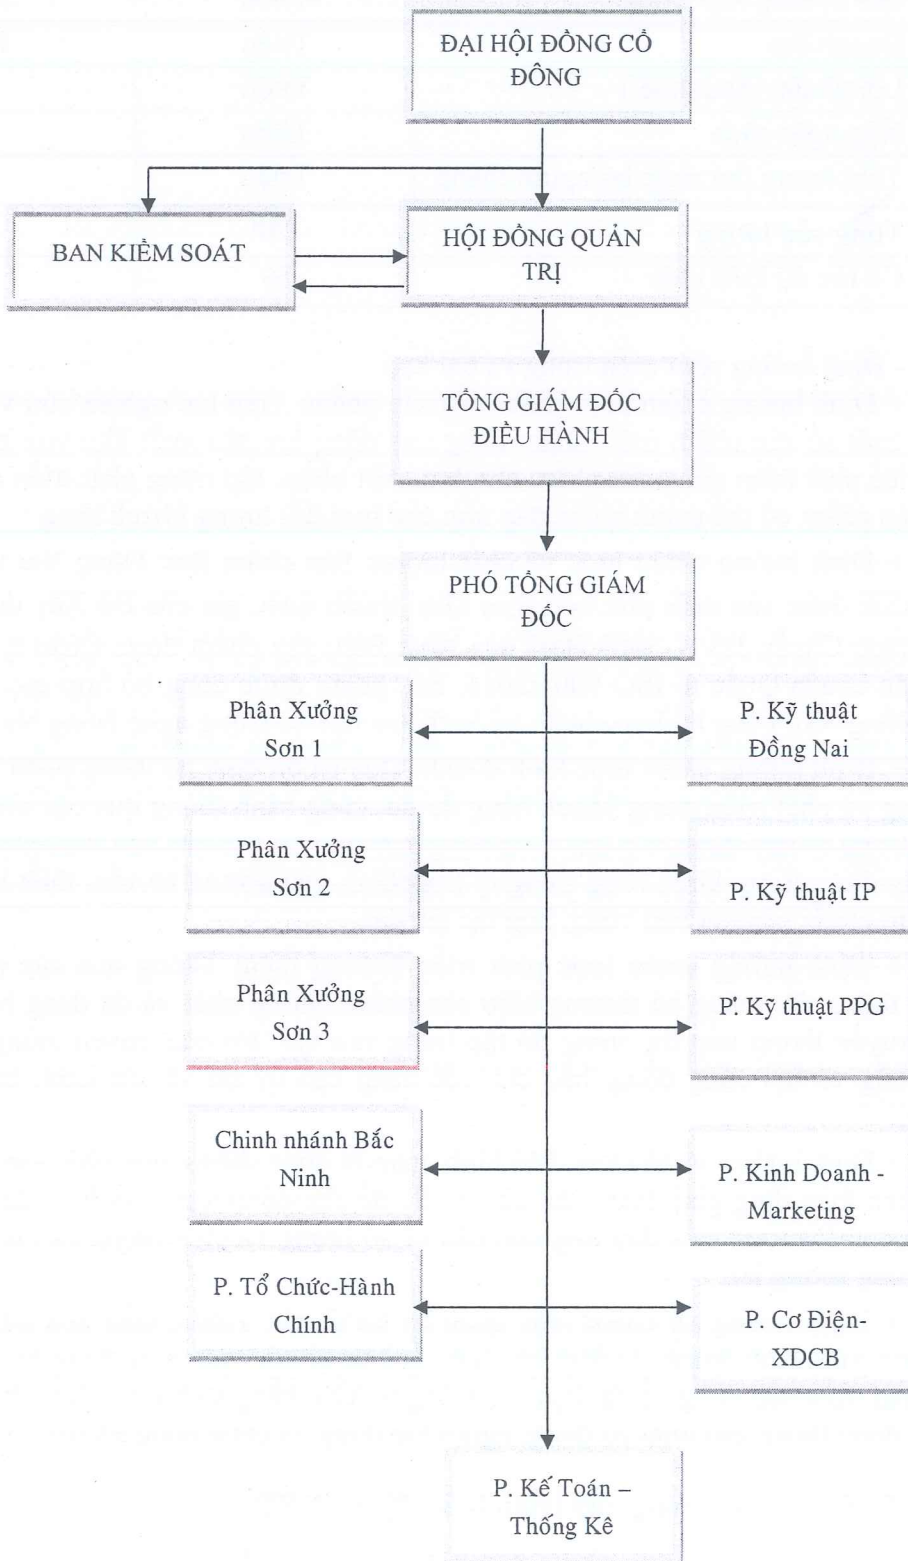 ĐẠI HỘI ĐỒNG CỔ
ĐÔNG
BAN KIỂM SOÁT
HỘI ĐỒNG QUẢN
TRỊ
TỔNG GIÁM ĐỐC
ĐIỀU HÀNH
PHÓ TỔNG GIÁM
ĐỐC
Phân Xưởng
Sơn 1
P. Kỹ thuật
Đồng Nai
Phân Xưởng
Sơn 2
P. Kỹ thuật IP
Phân Xưởng
Sơn 3
P. Kỹ thuật PPG
Chinh nhánh Bắc
Ninh
P. Kinh Doanh -
Marketing
P. Tổ Chức-Hành
Chính
P. Cơ Điện-
XDCB
P. Kế Toán –
Thống Kê